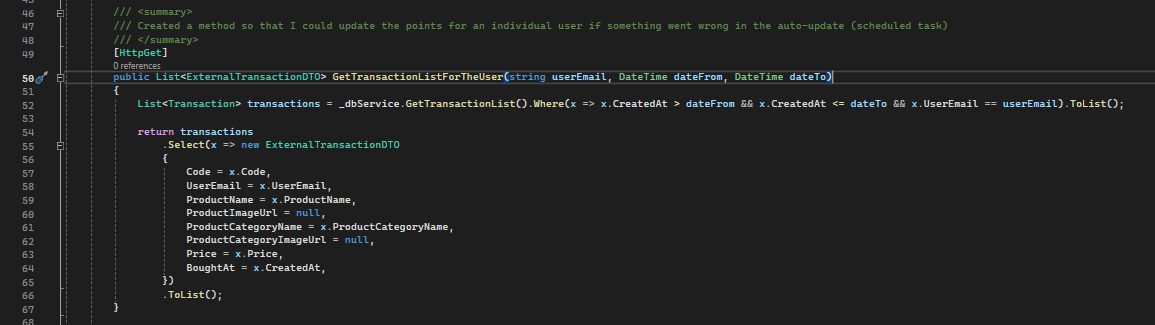 46 /// <summary>
47 /// Created a method so that I could update the points for an individual user if something went wrong in the auto-update (scheduled task)
48 /// </summary>
49 [HttpGet]
0 references
50 public List<ExternalTransactionDTO> GetTransactionListForTheUser(string userEmail, DateTime dateFrom, DateTime dateTo)
51 {
52 List<Transaction> transactions = _dbService.GetTransactionList().Where(x => x.CreatedAt > dateFrom && x.CreatedAt <= dateTo && x.UserEmail == userEmail).ToList();
53
54 return transactions
55 .Select(x => new ExternalTransactionDTO
56 {
57 Code = x.Code,
58 UserEmail = x.UserEmail,
59 ProductName = x.ProductName,
60 ProductImageUrl = null,
61 ProductCategoryName = x.ProductCategoryName,
62 ProductCategoryImageUrl = null,
63 Price = x.Price,
64 BoughtAt = x.CreatedAt,
65 })
66 .ToList();
67 }
68